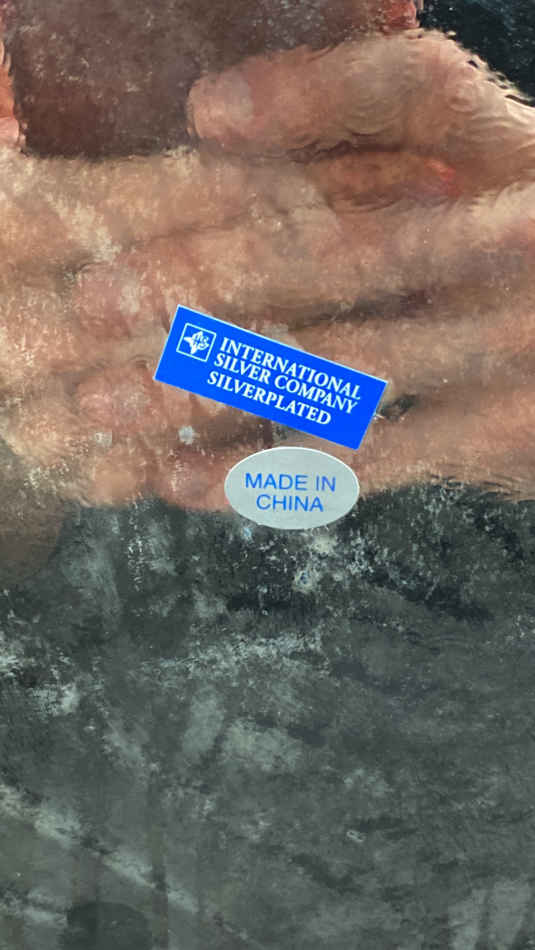 INTERNATIONAL
SILVER COMPANY
SILVERPLATED
MADE IN
CHINA